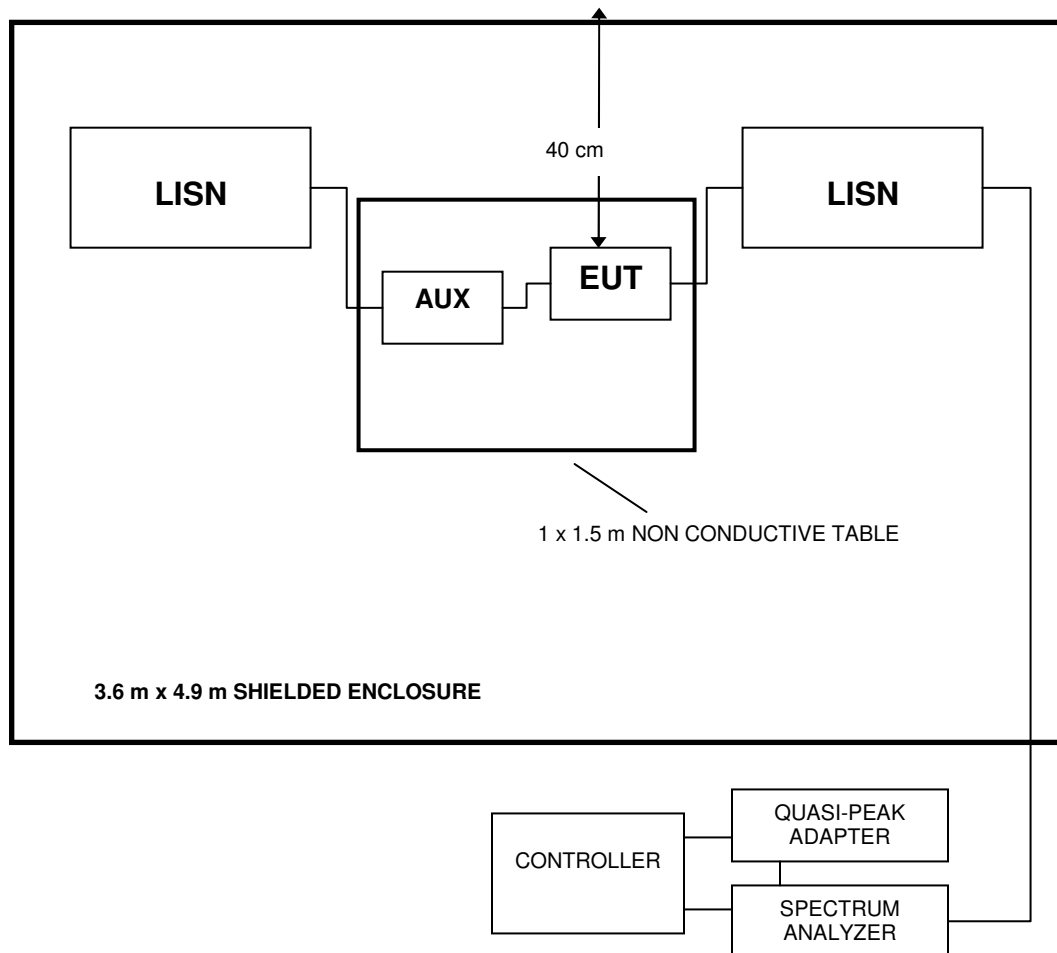 40 cm
LISN
LISN
AUX
EUT
1 x 1.5 m NON CONDUCTIVE TABLE
3.6 m x 4.9 m SHIELDED ENCLOSURE
CONTROLLER
QUASI-PEAK
ADAPTER
SPECTRUM
ANALYZER